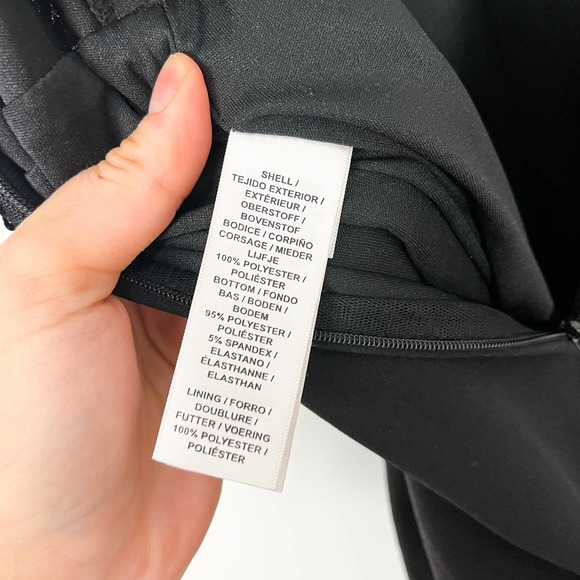 SHELL /
TEJIDO EXTERIOR /
EXTÉRIEUR /
OBERSTOFF /
BOVENSTOF
BODICE / CORPIÑO
CORSAGE / MIEDER
LIJFJE
100% POLYESTER /
POLIÉSTER
BOTTOM / FONDO
BAS / BODEN /
BODEM
95% POLYESTER /
POLIÉSTER
5% SPANDEX /
ELASTANO /
ÉLASTHANNE /
ELASTHAN
LINING / FORRO /
DOUBLURE /
FUTTER / VOERING
100% POLYESTER /
POLIÉSTER